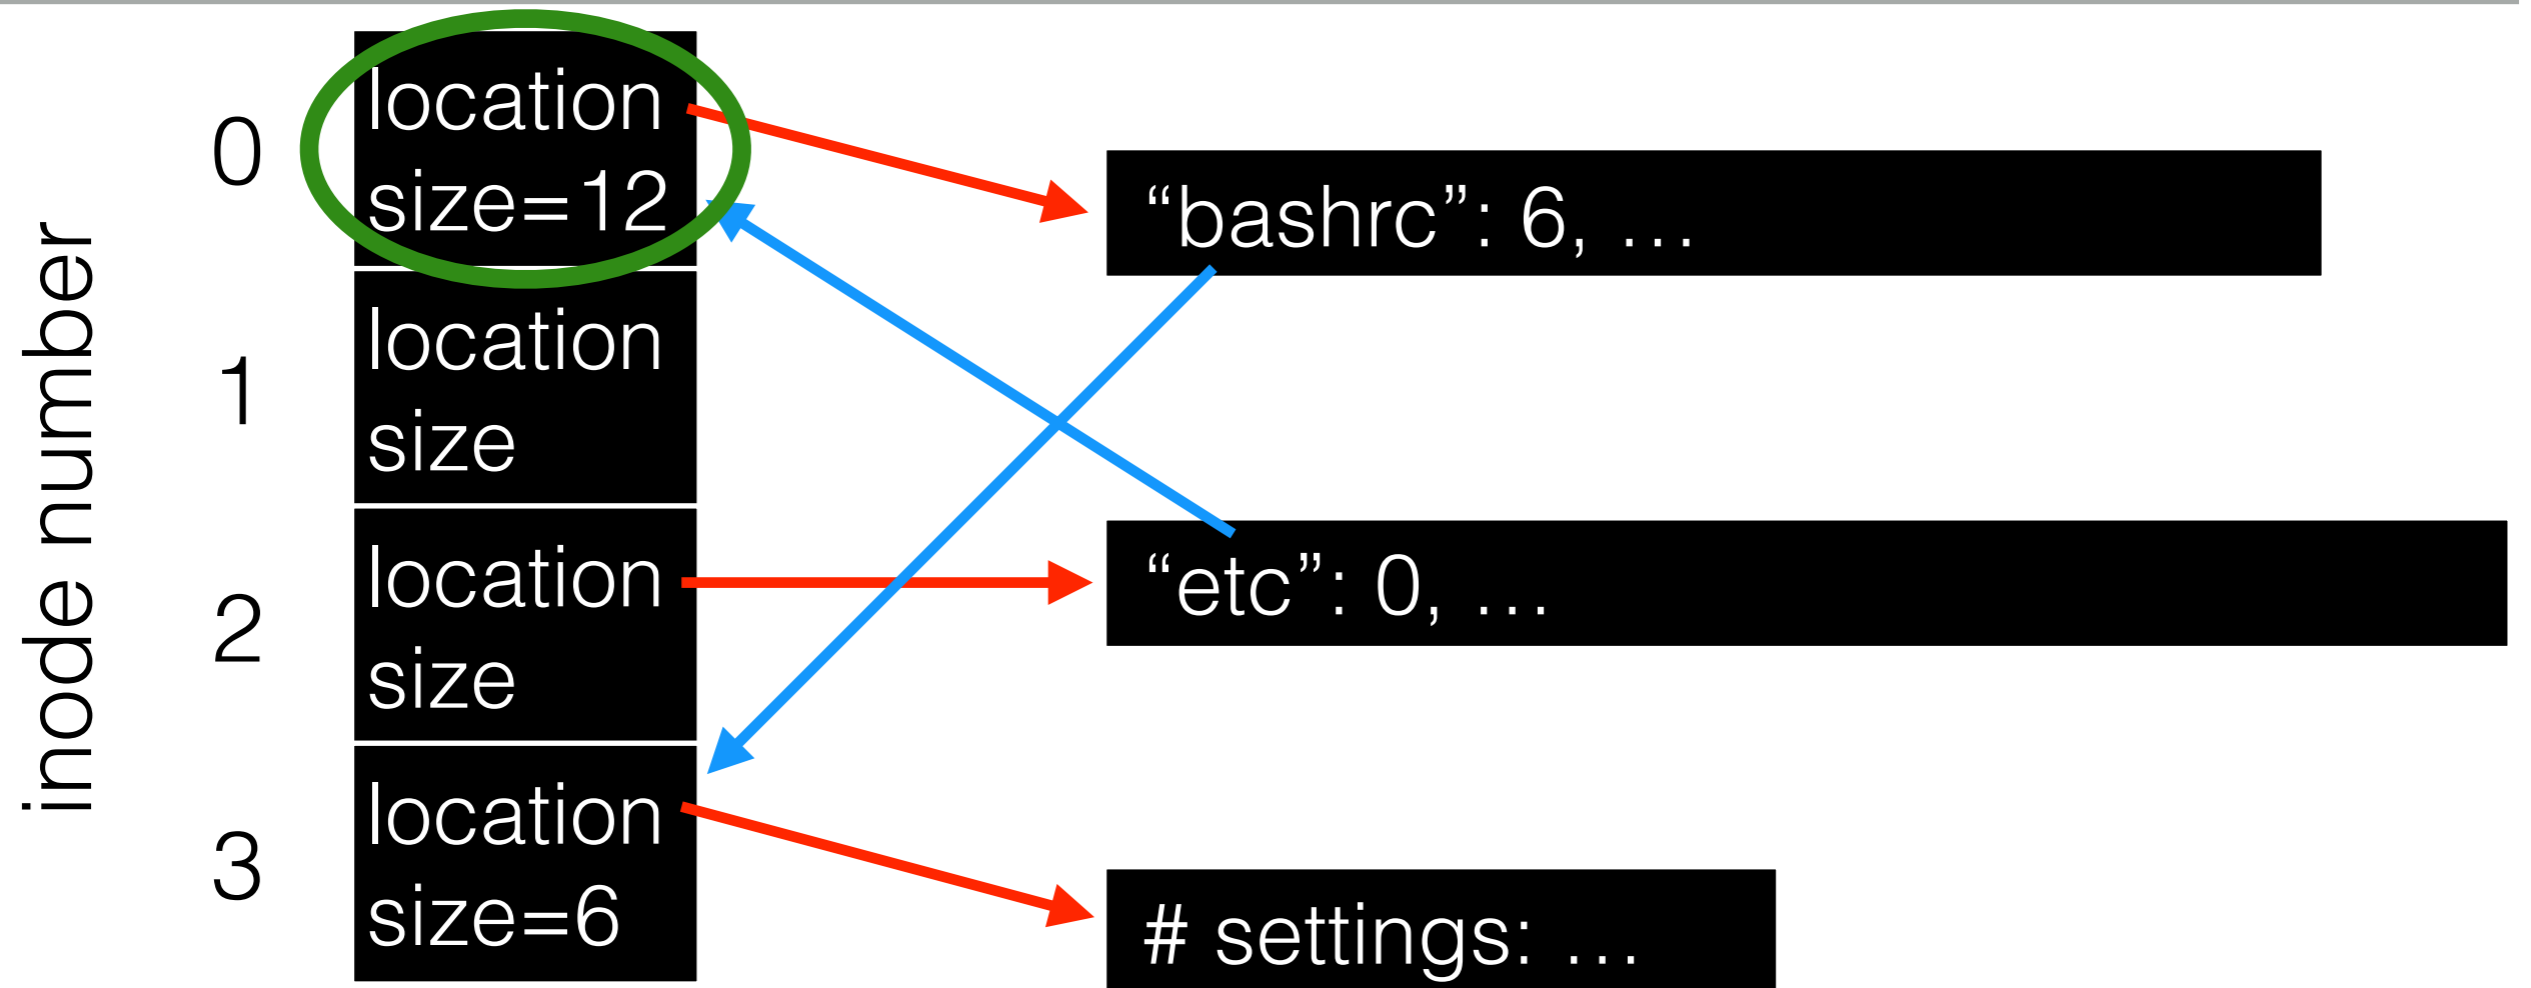 inode number
0
location
size=12
1
location
size
2
location
size
3
location
size=6
“bashrc”: 6, …
“etc”: 0, …
# settings: …